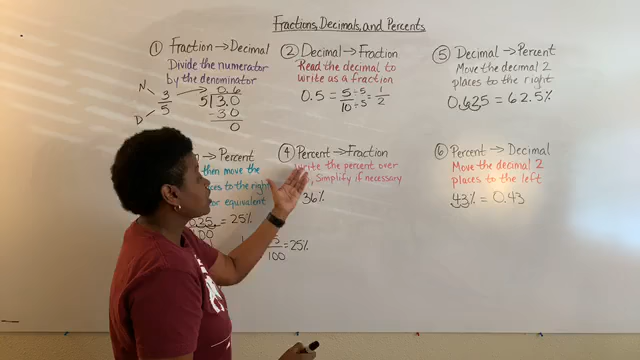 Fractions, Decimals, and Percents
① Fraction → Decimal
Divide the numerator
by the denominator
N
3
5
D
0.6
5 3.0
-3.0
0
② Decimal → Fraction
Read the decimal to
write as a fraction
0.5 = 5 ÷5 = 1
10 ÷5 2
⑤ Decimal → Percent
Move the decimal 2
places to the right
0.625 = 62.5%
→ Percent
then move the
places to the right
or equivalent
= 25%
100
= 25%
100
④ Percent → Fraction
Write the percent over
Simplify if necessary
36%
⑥ Percent → Decimal
Move the decimal 2
places to the left
43% = 0.43